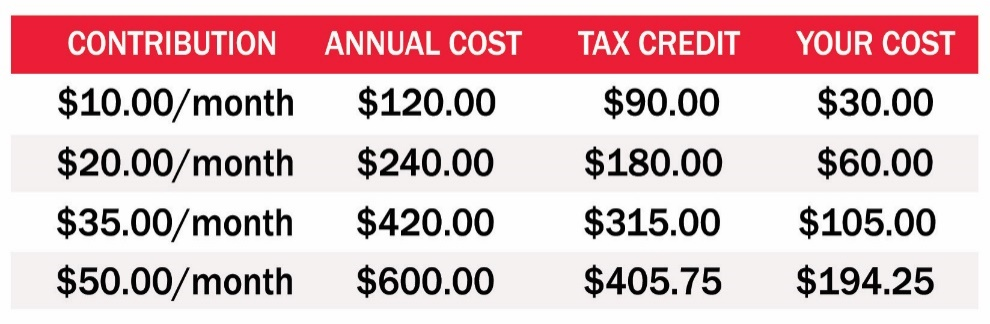 CONTRIBUTION ANNUAL COST TAX CREDIT YOUR COST
$10.00/month $120.00 $90.00 $30.00
$20.00/month $240.00 $180.00 $60.00
$35.00/month $420.00 $315.00 $105.00
$50.00/month $600.00 $405.75 $194.25